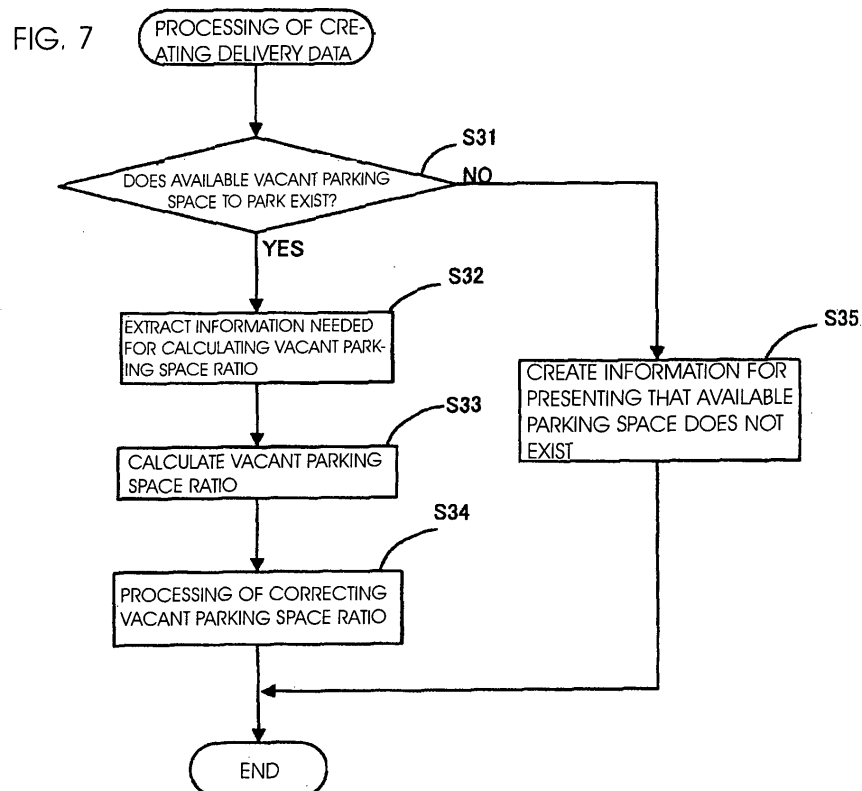 FIG. 7
PROCESSING OF CRE-
ATING DELIVERY DATA
S31
DOES AVAILABLE VACANT PARKING
SPACE TO PARK EXIST?
NO
YES
S32
EXTRACT INFORMATION NEEDED
FOR CALCULATING VACANT PARK-
ING SPACE RATIO
S35
CREATE INFORMATION FOR
PRESENTING THAT AVAILABLE
PARKING SPACE DOES NOT
EXIST
S33
CALCULATE VACANT PARKING
SPACE RATIO
S34
PROCESSING OF CORRECTING
VACANT PARKING SPACE RATIO
END